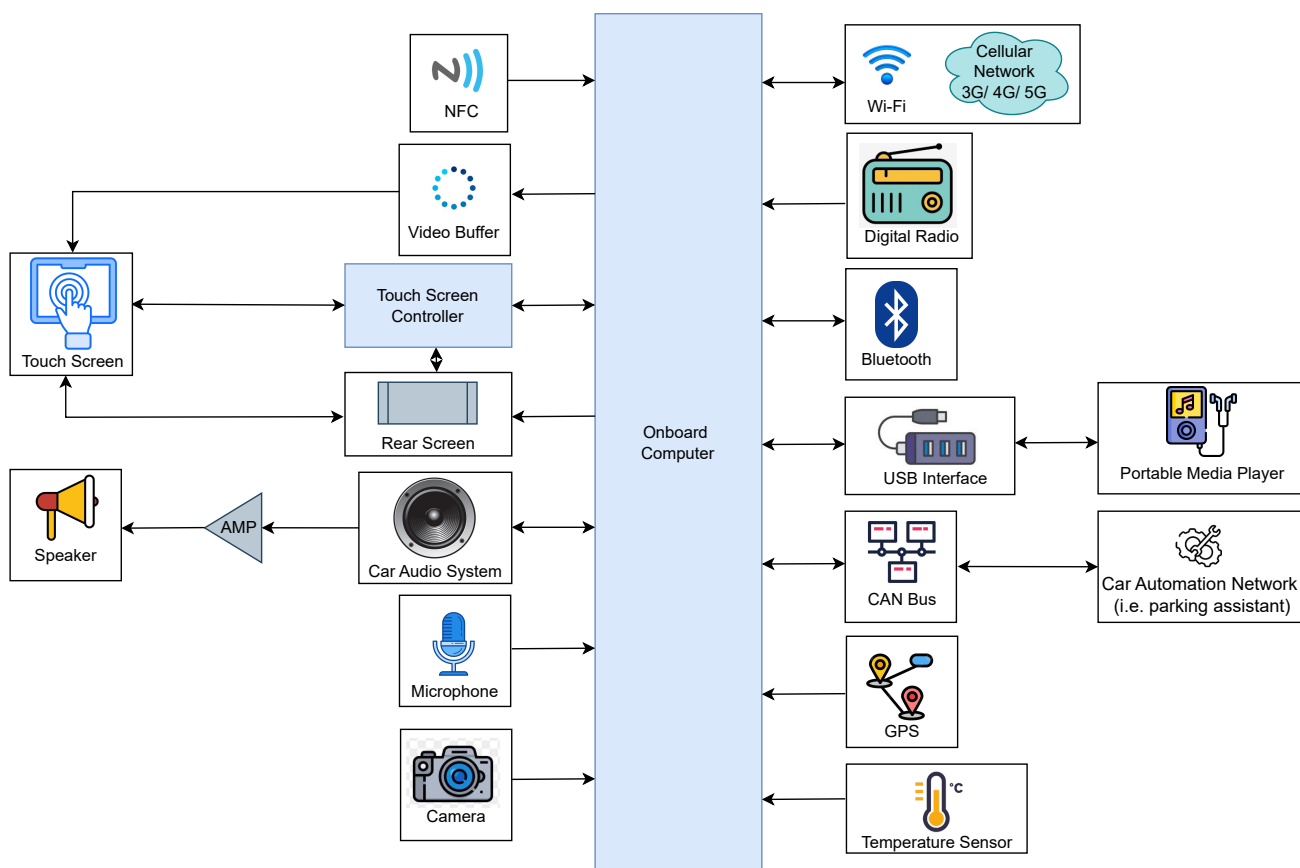 NFC
Video Buffer
Touch Screen
Touch Screen
Controller
Rear Screen
Speaker
AMP
Car Audio System
Microphone
Camera
Onboard
Computer
Wi-Fi
Cellular
Network
3G/ 4G/ 5G
Digital Radio
Bluetooth
USB Interface
Portable Media Player
CAN Bus
Car Automation Network
(i.e. parking assistant)
GPS
°C
Temperature Sensor